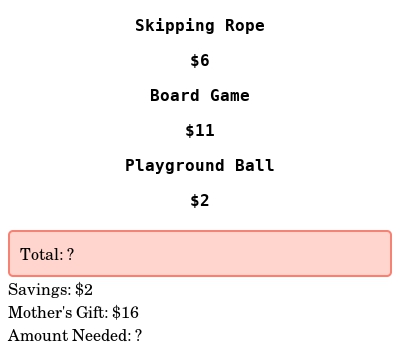 Skipping Rope
$6
Board Game
$11
Playground Ball
$2
Total: ?
Savings: $2
Mother's Gift: $16
Amount Needed: ?